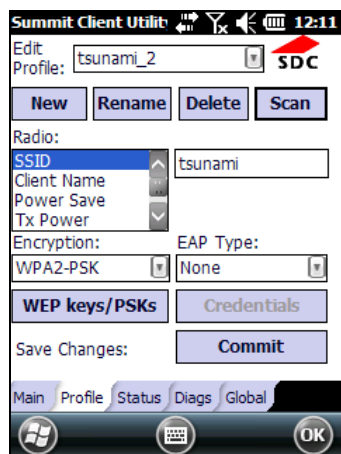 Summit Client Utilit 12:11
Edit Profile: tsunami_2
SDC
New Rename Delete Scan
Radio:
SSID tsunami
Client Name
Power Save
Tx Power
Encryption: EAP Type:
WPA2-PSK None
WEP keys/PSKs Credentials
Save Changes: Commit
Main Profile Status Diags Global
OK